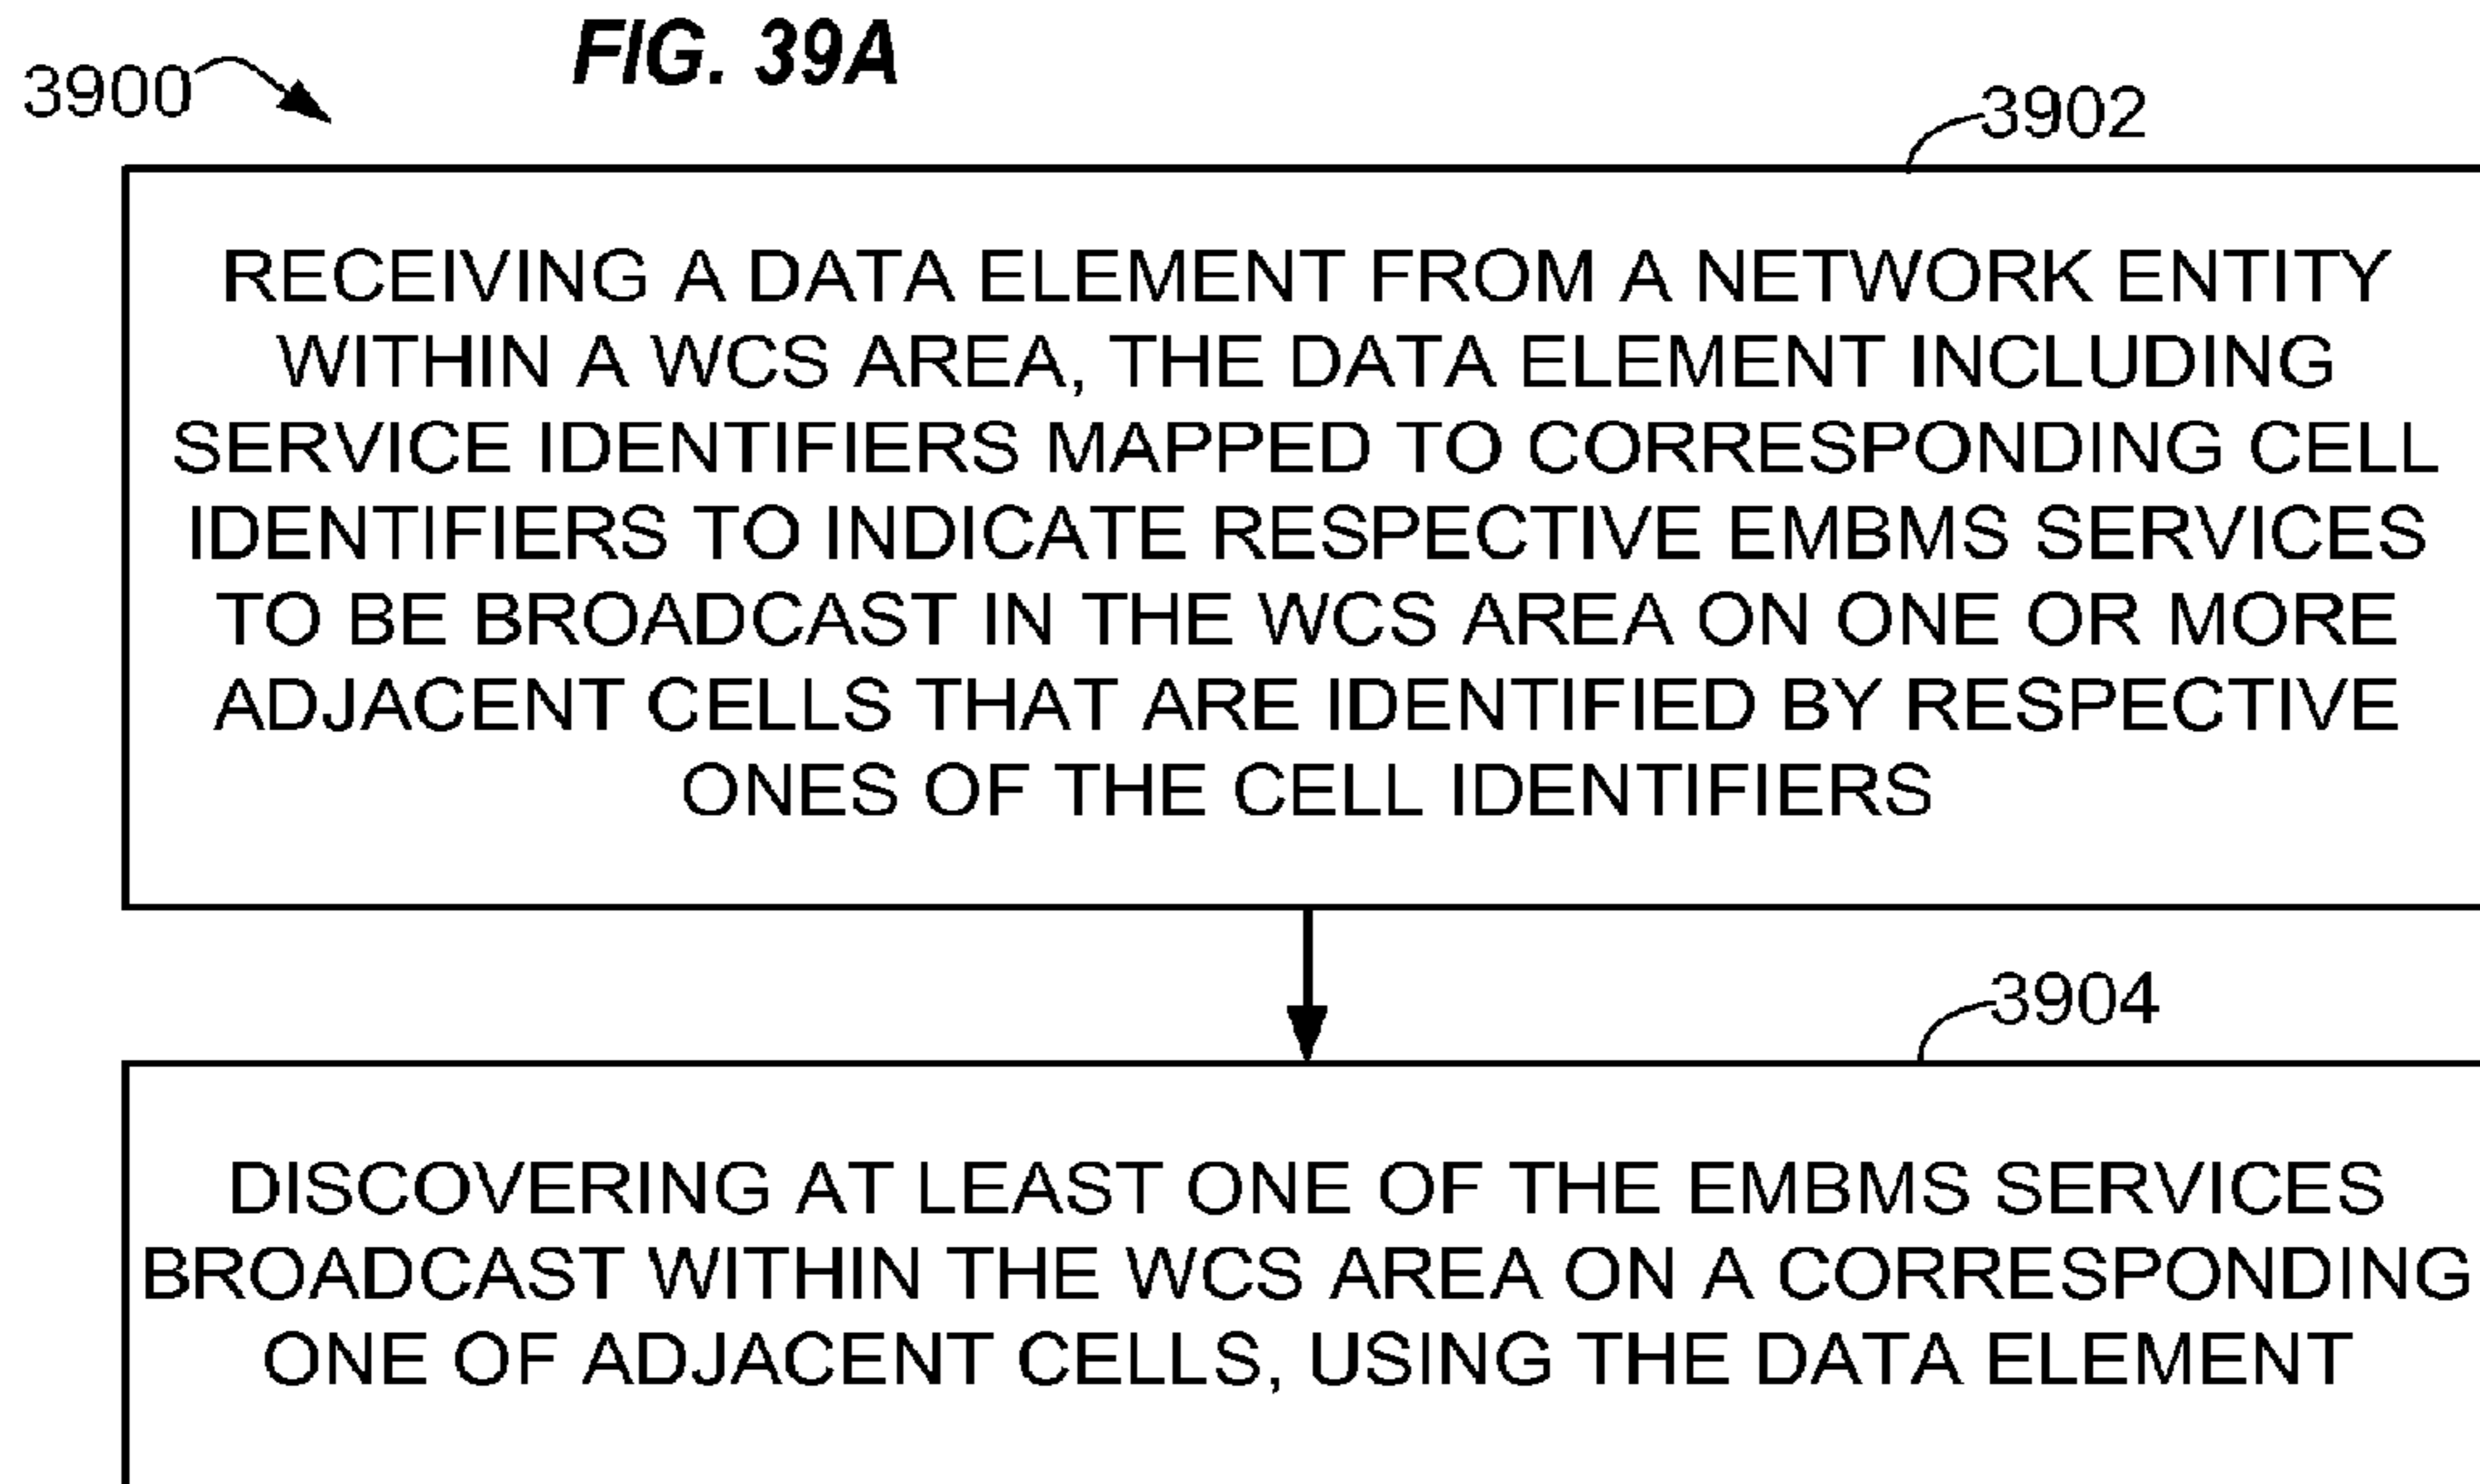 FIG. 39A
3900
3902
RECEIVING A DATA ELEMENT FROM A NETWORK ENTITY
WITHIN A WCS AREA, THE DATA ELEMENT INCLUDING
SERVICE IDENTIFIERS MAPPED TO CORRESPONDING CELL
IDENTIFIERS TO INDICATE RESPECTIVE EMBMS SERVICES
TO BE BROADCAST IN THE WCS AREA ON ONE OR MORE
ADJACENT CELLS THAT ARE IDENTIFIED BY RESPECTIVE
ONES OF THE CELL IDENTIFIERS
3904
DISCOVERING AT LEAST ONE OF THE EMBMS SERVICES
BROADCAST WITHIN THE WCS AREA ON A CORRESPONDING
ONE OF ADJACENT CELLS, USING THE DATA ELEMENT